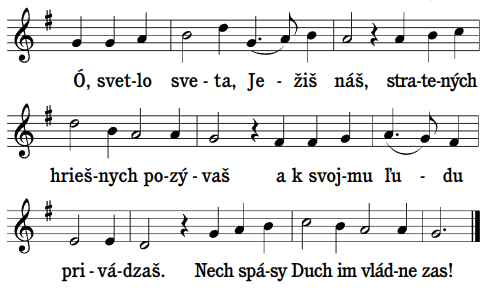 Ó, svet-lo sve - ta, Je - žiš náš, stra-te-ných
hrieš-nych po-zý - vaš a k svoj-mu ľu - du
pri - vá-dzaš. Nech spá-sy Duch im vlád-ne zas!